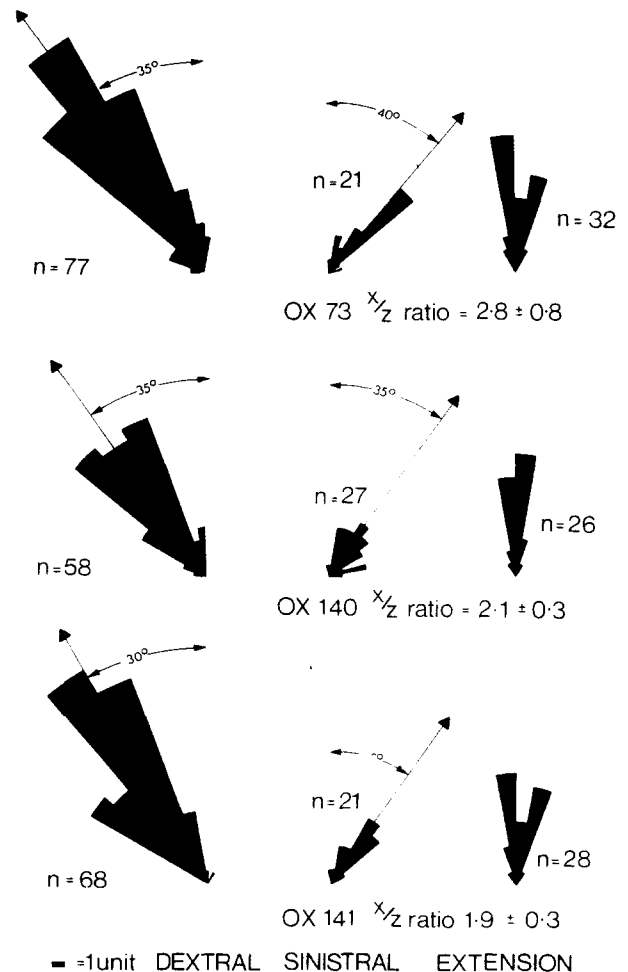 35° 40°
n=21
n=32
n=77
OX 73 X/Z ratio = 2·8 ± 0·8
35° 35°
n=27
n=26
n=58
OX 140 X/Z ratio = 2·1 ± 0·3
30° °
n=21
n=28
n=68
OX 141 X/Z ratio 1·9 ± 0·3
=1unit DEXTRAL SINISTRAL EXTENSION